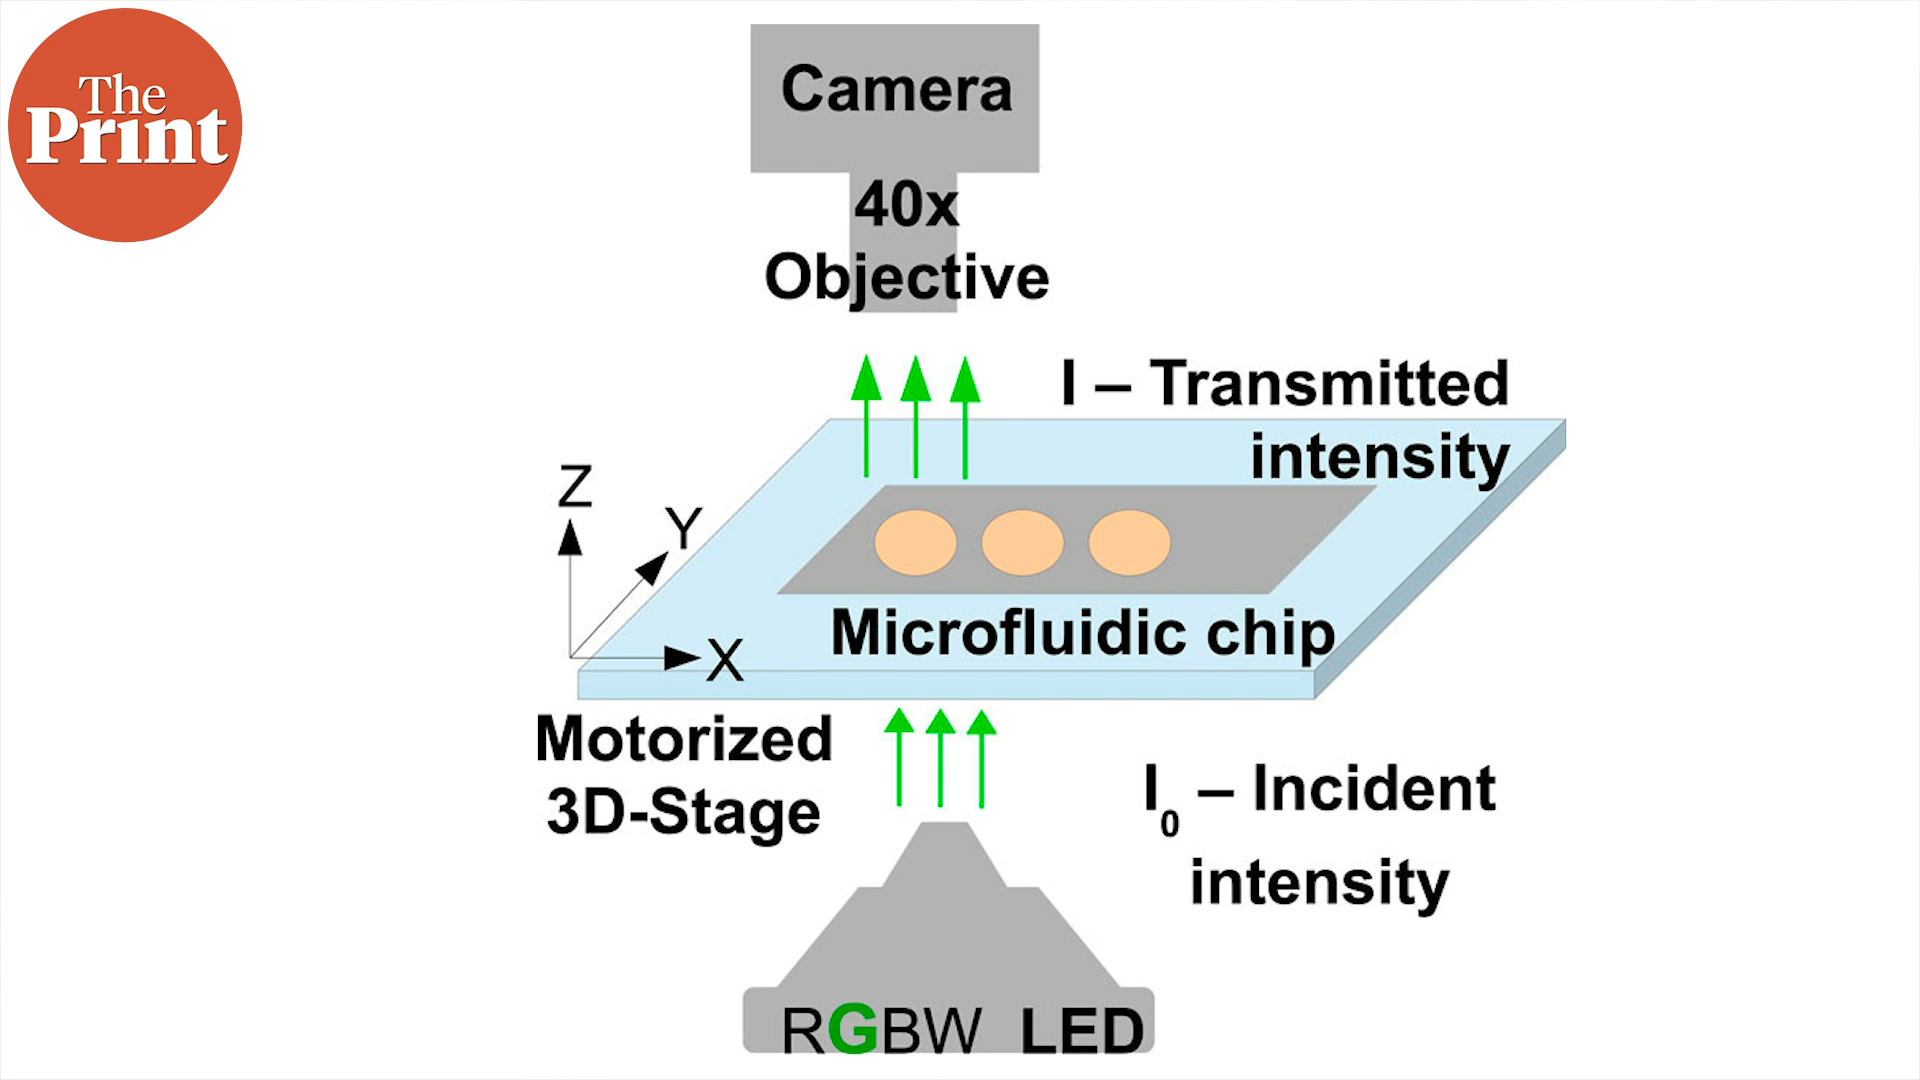 The
Print
Camera
40x
Objective
I – Transmitted
intensity
Z
Y
X
Microfluidic chip
Motorized
3D-Stage
I0 – Incident
intensity
RGBW LED